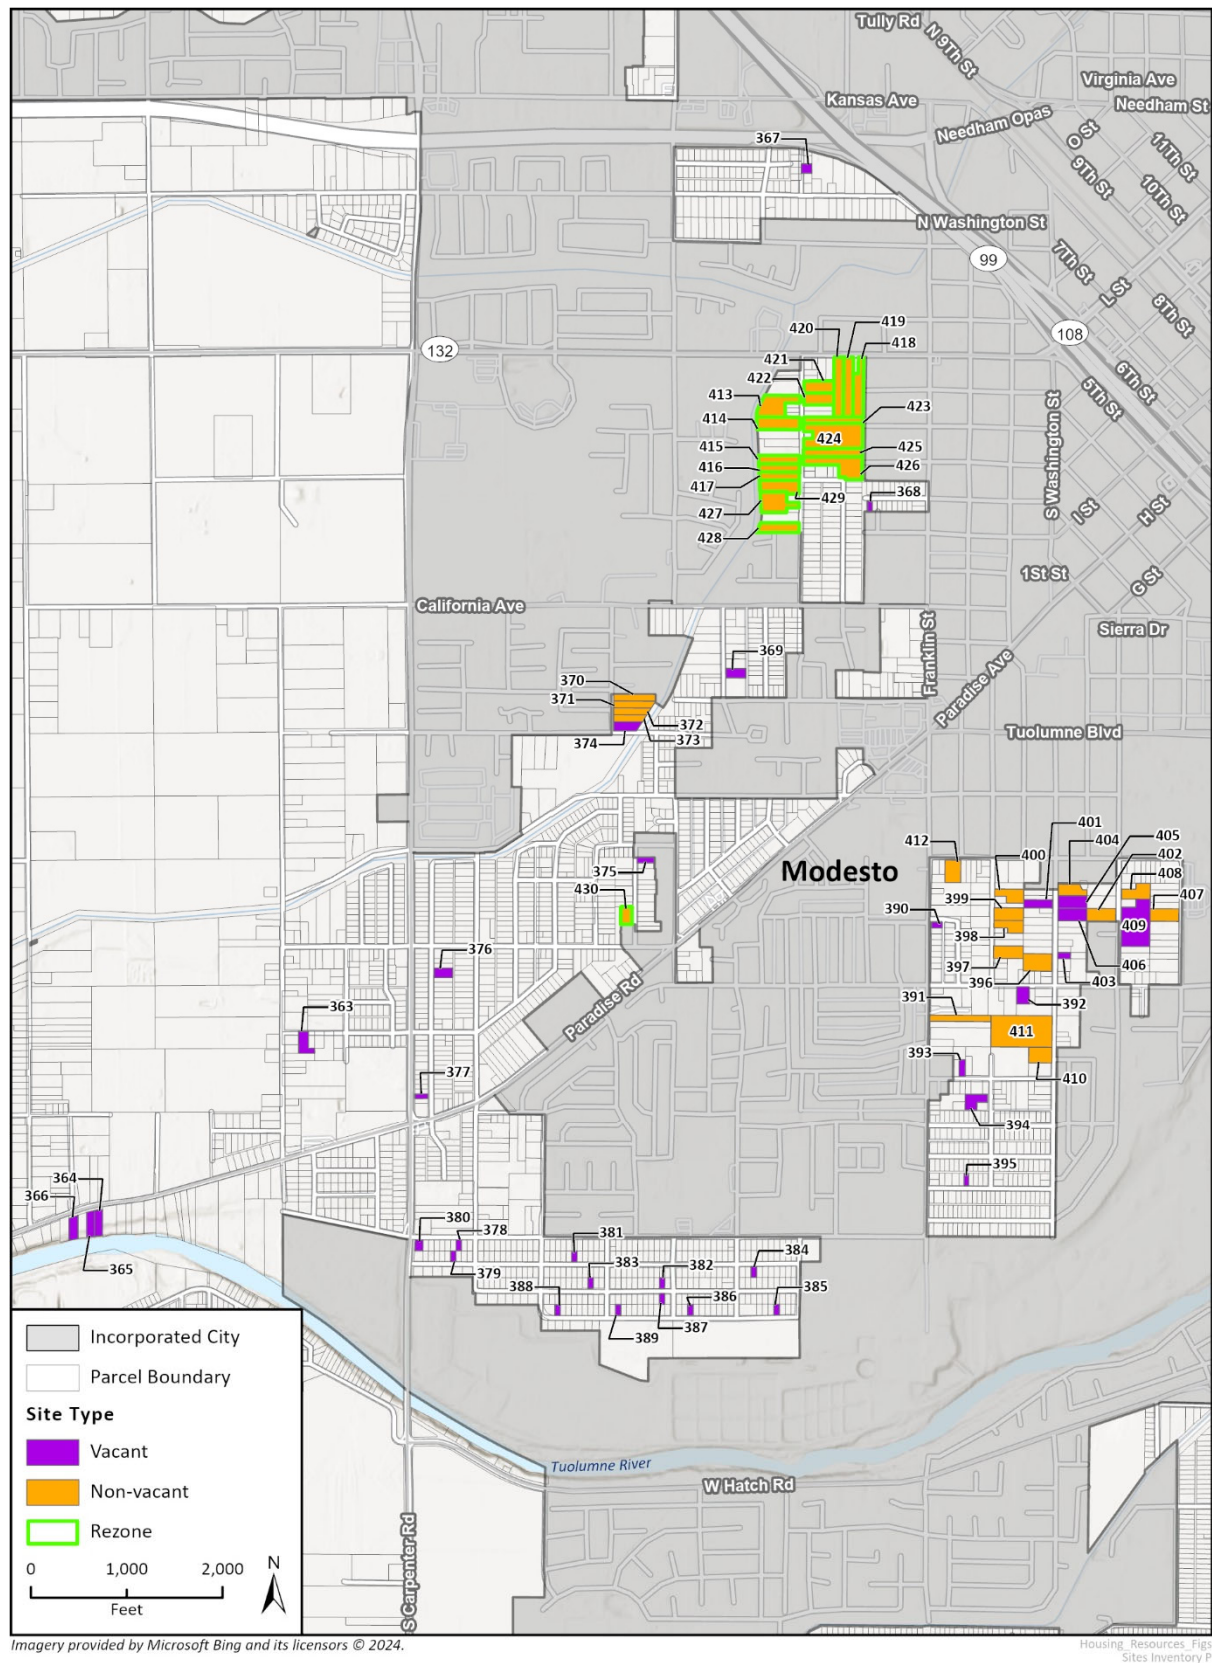 Tully Rd
N 9Th St
Virginia Ave
Kansas Ave
Needham St
Needham Opas
O St
11Th St
9Th St
10Th St
367
N Washington St
7Th St
99
L St
8Th St
108
132
420
419
418
421
422
6Th St
5Th St
413
423
414
424
S Washington St
415
425
416
426
417
429
368
427
I St
H St
428
1St St
G St
California Ave
Franklin St
Sierra Dr
369
Paradise Ave
370
371
372
374
373
Tuolumne Blvd
401
405
412
400
404
402
Modesto
408
375
430
399
407
390
398
409
376
397
406
396
403
Paradise Rd
363
391
392
411
393
377
410
394
395
364
366
380
378
381
365
379
383
382
384
388
386
385
389
387
Incorporated City
Parcel Boundary
Site Type
Vacant
Non-vacant
Rezone
0 1,000 2,000
Feet
N
Tuolumne River
W Hatch Rd
S Carpenter Rd
Imagery provided by Microsoft Bing and its licensors © 2024.
Housing_Resources_Figs
Sites Inventory P